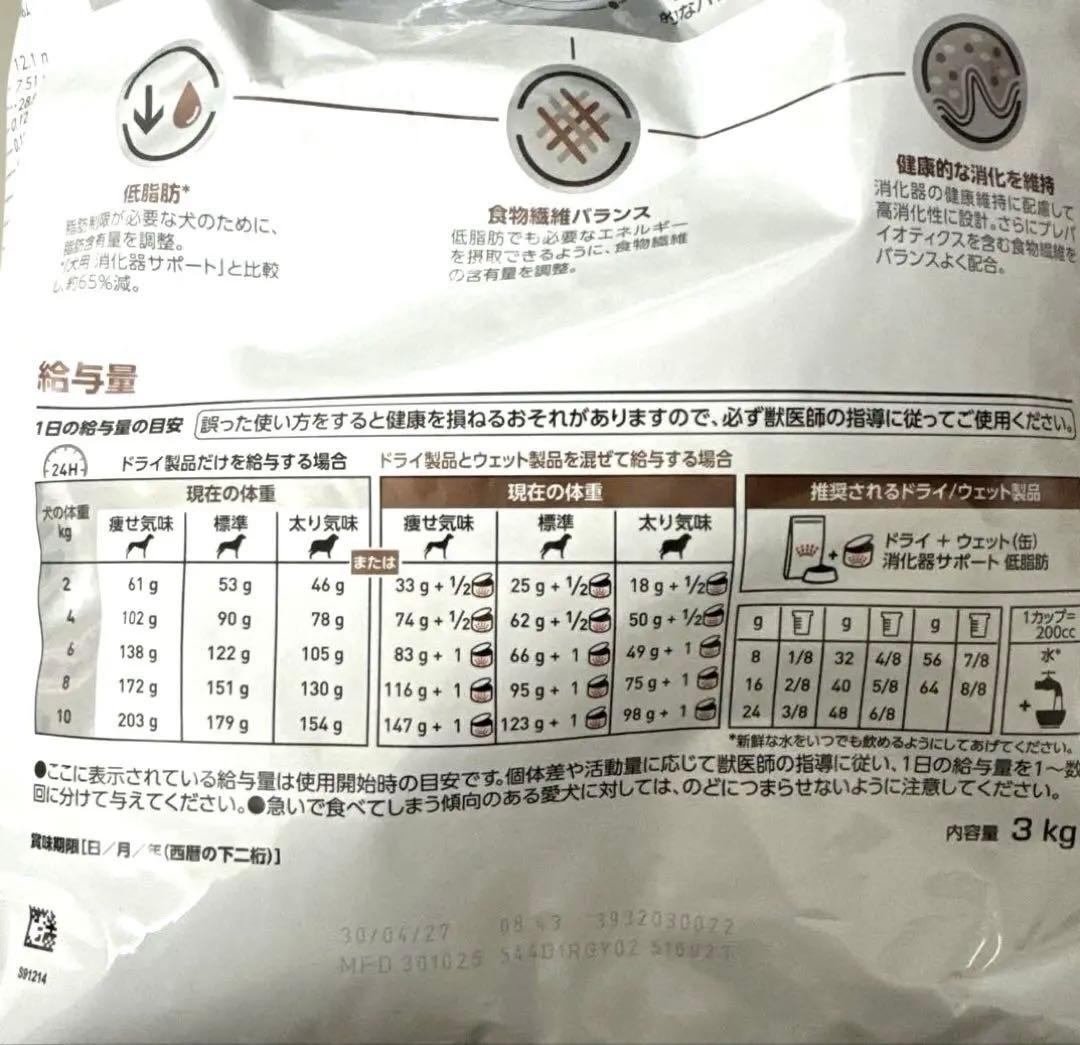 12.1
7.51
低脂肪*
脂肪制限が必要な犬のために、
脂肪含有量を調整。
「犬用 消化器サポート」と比較
し、約65%減。
食物繊維バランス
低脂肪でも必要なエネルギー
を摂取できるように、食物繊維
の含有量を調整。
健康的な消化を維持
消化器の健康維持に配慮して
高消化性に設計。さらにプレバ
イオティクスを含む食物繊維を
バランスよく配合。
給与量
1日の給与量の目安 誤った使い方をすると健康を損ねるおそれがありますので、必ず獣医師の指導に従ってご使用ください。
24H ドライ製品だけを給与する場合 ドライ製品とウェット製品を混ぜて給与する場合
現在の体重 現在の体重 推奨されるドライ/ウェット製品
犬の体重 kg 痩せ気味 標準 太り気味 痩せ気味 標準 太り気味
または
ドライ + ウェット(缶)
消化器サポート 低脂肪
2 61 g 53 g 46 g 33 g + 1/2 25 g + 1/2 18 g + 1/2
4 102 g 90 g 78 g 74 g + 1/2 62 g + 1/2 50 g + 1/2
6 138 g 122 g 105 g 83 g + 1 66 g + 1 49 g + 1
8 172 g 151 g 130 g 116 g + 1 95 g + 1 75 g + 1
10 203 g 179 g 154 g 147 g + 1 123 g + 1 98 g + 1
g g g
8 1/8 32 4/8 56 7/8
16 2/8 40 5/8 64 8/8
24 3/8 48 6/8
1カップ=
200cc
水*
+
*新鮮な水をいつでも飲めるようにしてあげてください。
●ここに表示されている給与量は使用開始時の目安です。個体差や活動量に応じて獣医師の指導に従い、1日の給与量を1〜数
回に分けて与えてください。●急いで食べてしまう傾向のある愛犬に対しては、のどにつまらせないように注意してください。
内容量 3 kg
賞味期限[日/月/年(西暦の下二桁)]
30/04/27 08 43 3932030022
MFD 301025 544D1RGY02
S91214